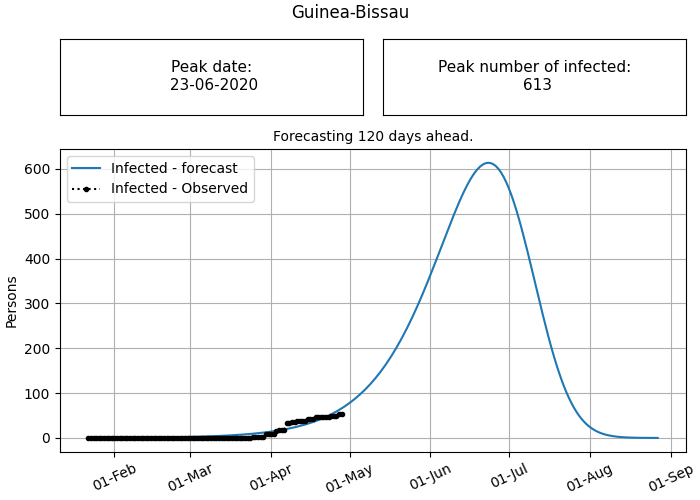 Guinea-Bissau
Peak date:
23-06-2020
Peak number of infected:
613
Forecasting 120 days ahead.
Infected - forecast
Infected - Observed
Persons
600
500
400
300
200
100
0
01-Feb
01-Mar
01-Apr
01-May
01-Jun
01-Jul
01-Aug
01-Sep